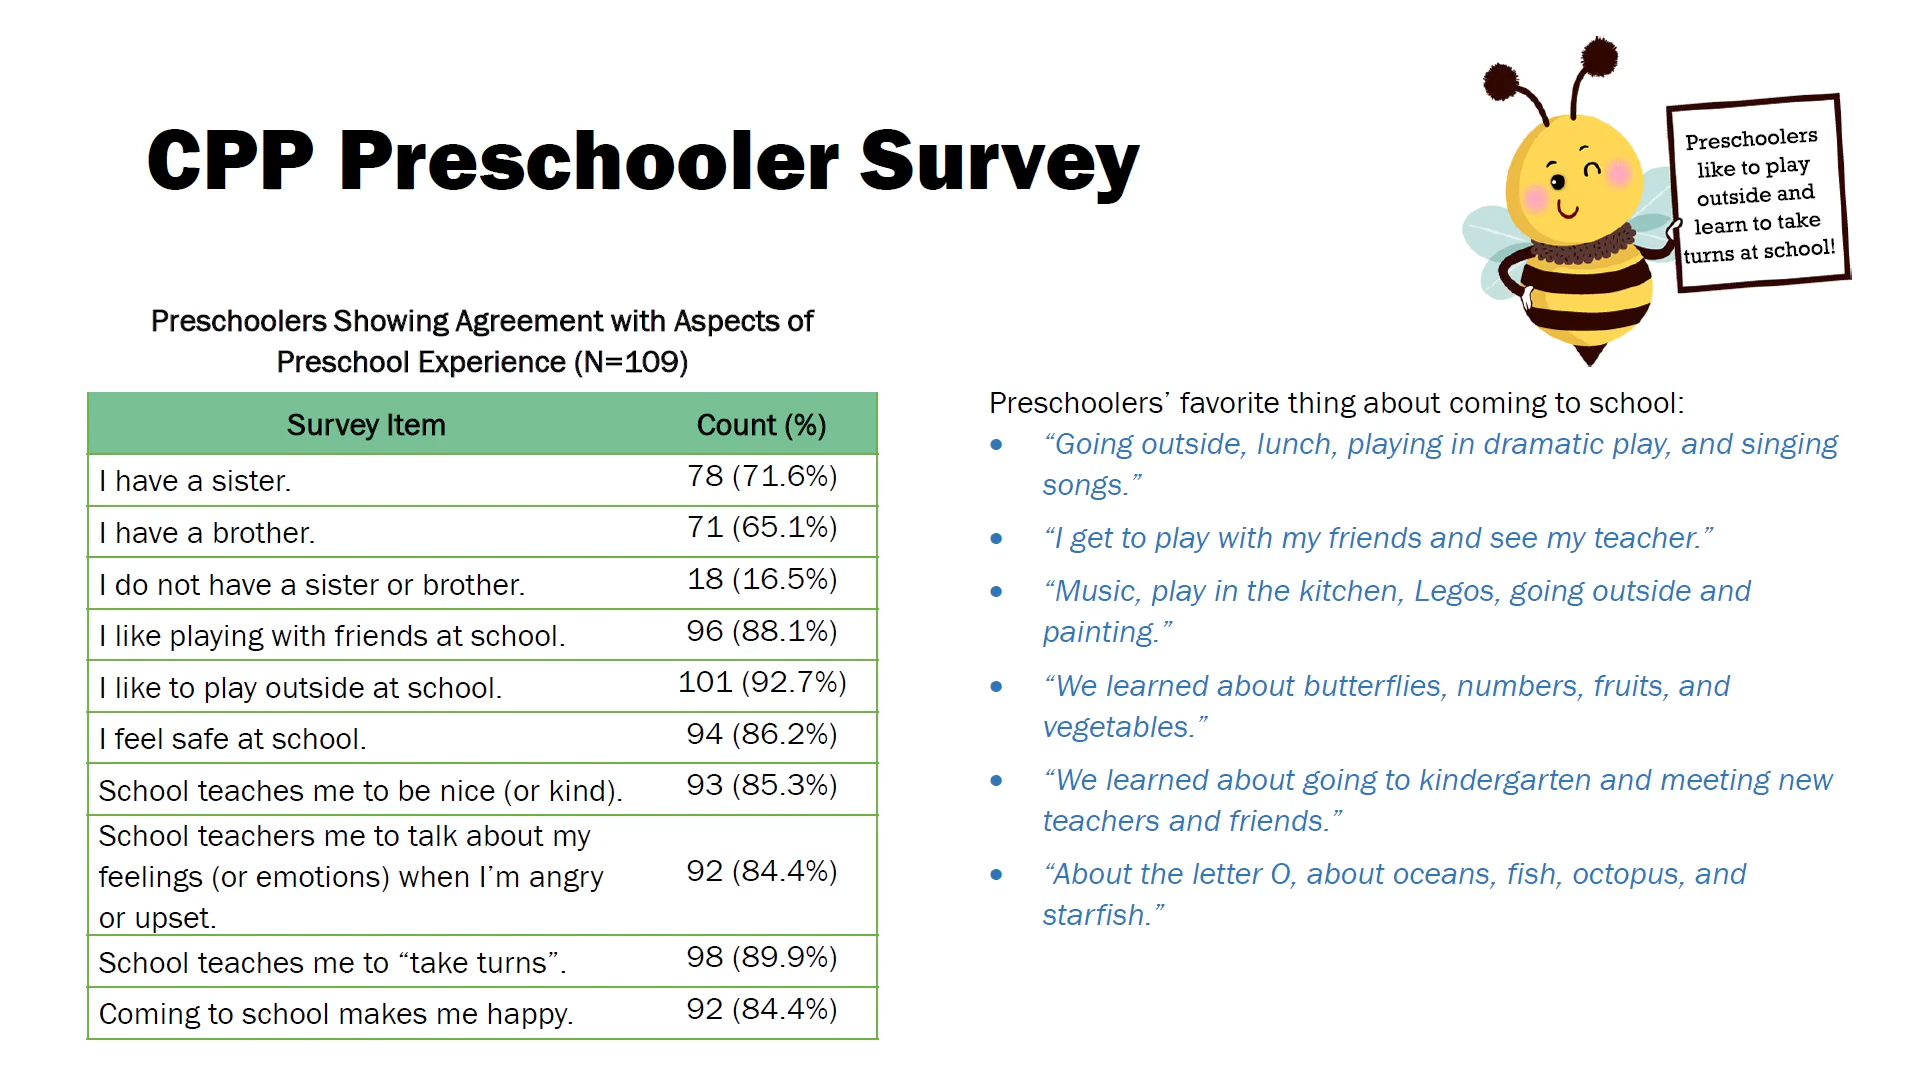 CPP Preschooler Survey
Preschoolers
like to play
outside and
learn to take
turns at school!
Preschoolers Showing Agreement with Aspects of
Preschool Experience (N=109)
Survey Item Count (%)
I have a sister. 78 (71.6%)
I have a brother. 71 (65.1%)
I do not have a sister or brother. 18 (16.5%)
I like playing with friends at school. 96 (88.1%)
I like to play outside at school. 101 (92.7%)
I feel safe at school. 94 (86.2%)
School teaches me to be nice (or kind). 93 (85.3%)
School teachers me to talk about my
feelings (or emotions) when I’m angry 92 (84.4%)
or upset.
School teaches me to “take turns”. 98 (89.9%)
Coming to school makes me happy. 92 (84.4%)
Preschoolers’ favorite thing about coming to school:
• “Going outside, lunch, playing in dramatic play, and singing
songs.”
• “I get to play with my friends and see my teacher.”
• “Music, play in the kitchen, Legos, going outside and
painting.”
• “We learned about butterflies, numbers, fruits, and
vegetables.”
• “We learned about going to kindergarten and meeting new
teachers and friends.”
• “About the letter O, about oceans, fish, octopus, and
starfish.”